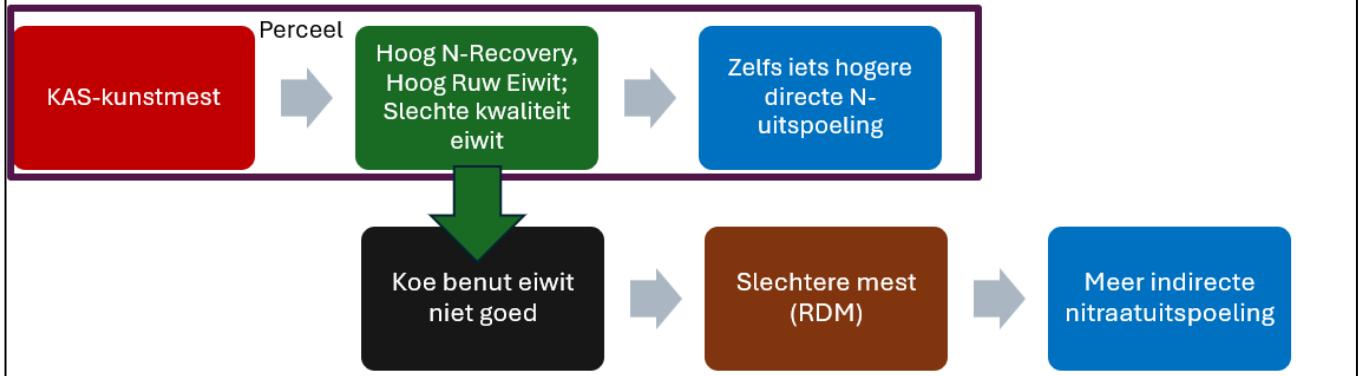 Perceel
KAS-kunstmest
Hoog N-Recovery,
Hoog Ruw Eiwit;
Slechte kwaliteit
eiwit
Zelfs iets hogere
directe N-
uitspoeling
Koe benut eiwit
niet goed
Slechtere mest
(RDM)
Meer indirecte
nitraatuitspoeling